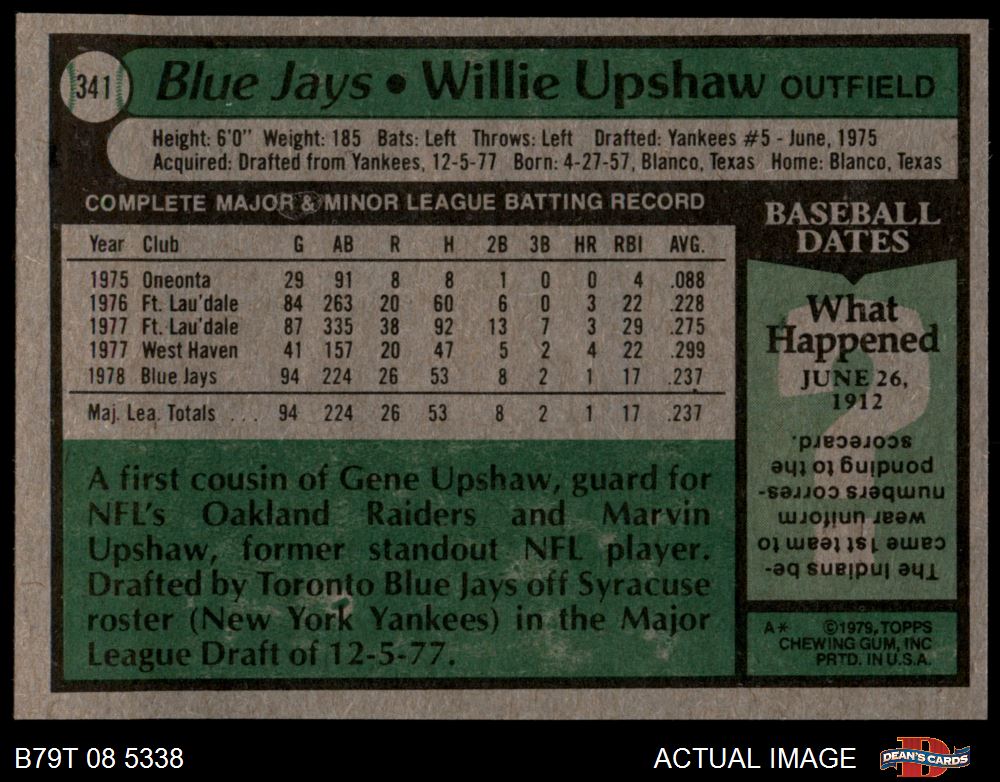 341
Blue Jays • Willie Upshaw OUTFIELD
Height: 6'0" Weight: 185 Bats: Left Throws: Left Drafted: Yankees #5 - June, 1975
Acquired: Drafted from Yankees, 12-5-77 Born: 4-27-57, Blanco, Texas Home: Blanco, Texas
COMPLETE MAJOR & MINOR LEAGUE BATTING RECORD
Year Club G AB R H 2B 3B HR RBI AVG.
1975 Oneonta 29 91 8 8 1 0 0 4 .088
1976 Ft. Lau'dale 84 263 20 60 6 0 3 22 .228
1977 Ft. Lau'dale 87 335 38 92 13 7 3 29 .275
1977 West Haven 41 157 20 47 5 2 4 22 .299
1978 Blue Jays 94 224 26 53 8 2 1 17 .237
Maj. Lea. Totals ... 94 224 26 53 8 2 1 17 .237
A first cousin of Gene Upshaw, guard for
NFL's Oakland Raiders and Marvin
Upshaw, former standout NFL player.
Drafted by Toronto Blue Jays off Syracuse
roster (New York Yankees) in the Major
League Draft of 12-5-77.
BASEBALL
DATES
What
Happened
JUNE 26,
1912
?
The Indians be-
came 1st team to
wear uniform
numbers corres-
ponding to the
scorecard.
A* ©1979, TOPPS
CHEWING GUM, INC
PRTD. IN U.S.A.
B79T 08 5338
ACTUAL IMAGE
D
DEAN'S CARDS